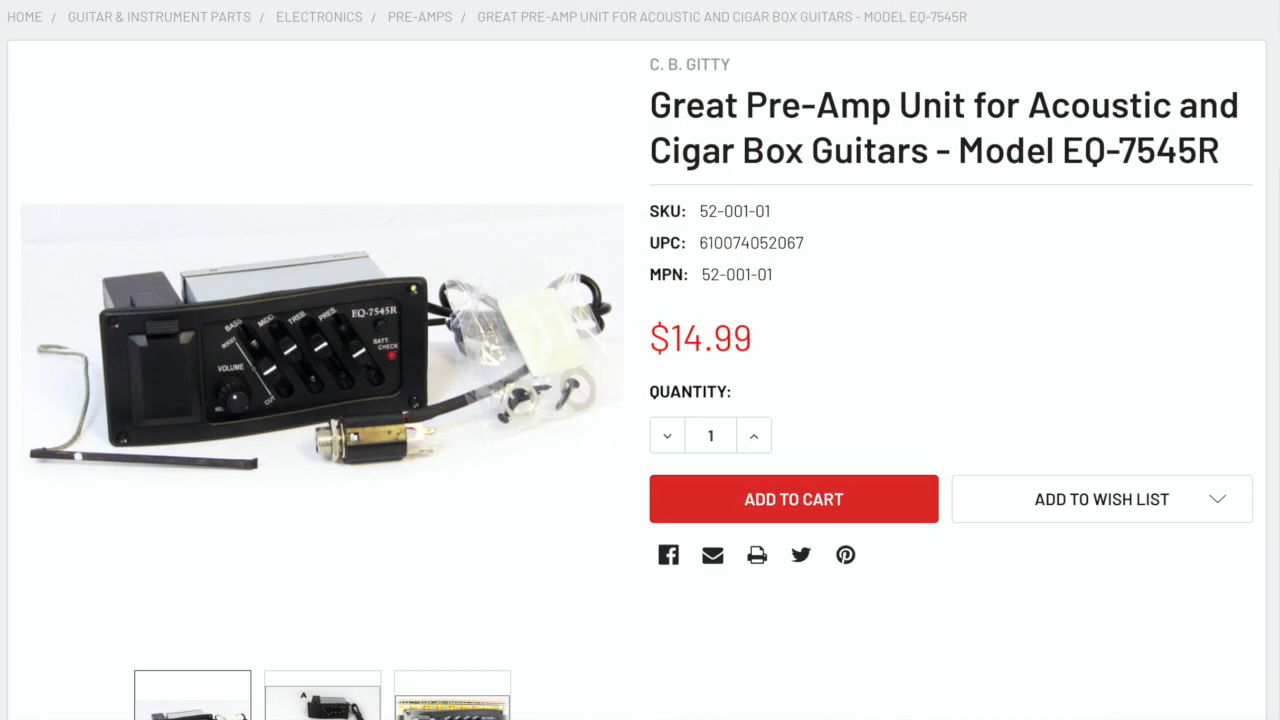 HOME / GUITAR & INSTRUMENT PARTS / ELECTRONICS / PRE-AMPS / GREAT PRE-AMP UNIT FOR ACOUSTIC AND CIGAR BOX GUITARS - MODEL EQ-7545R
C. B. GITTY
Great Pre-Amp Unit for Acoustic and
Cigar Box Guitars - Model EQ-7545R
SKU: 52-001-01
UPC: 610074052067
MPN: 52-001-01
$14.99
QUANTITY:
1
ADD TO CART
ADD TO WISH LIST
BASS MIDD. TREB. PRES. EQ-7545R
BOOST
BATT.
CHECK
VOLUME
CUT
A